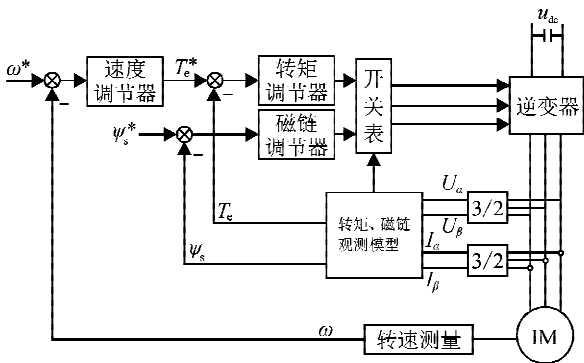 u_dc
ω*
速度
调节器
T_e*
转矩
调节器
开关表
逆变器
ψ_s*
磁链
调节器
T_e
ψ_s
转矩、磁链
观测模型
U_α
U_β
3/2
I_α
I_β
3/2
ω
转速测量
IM